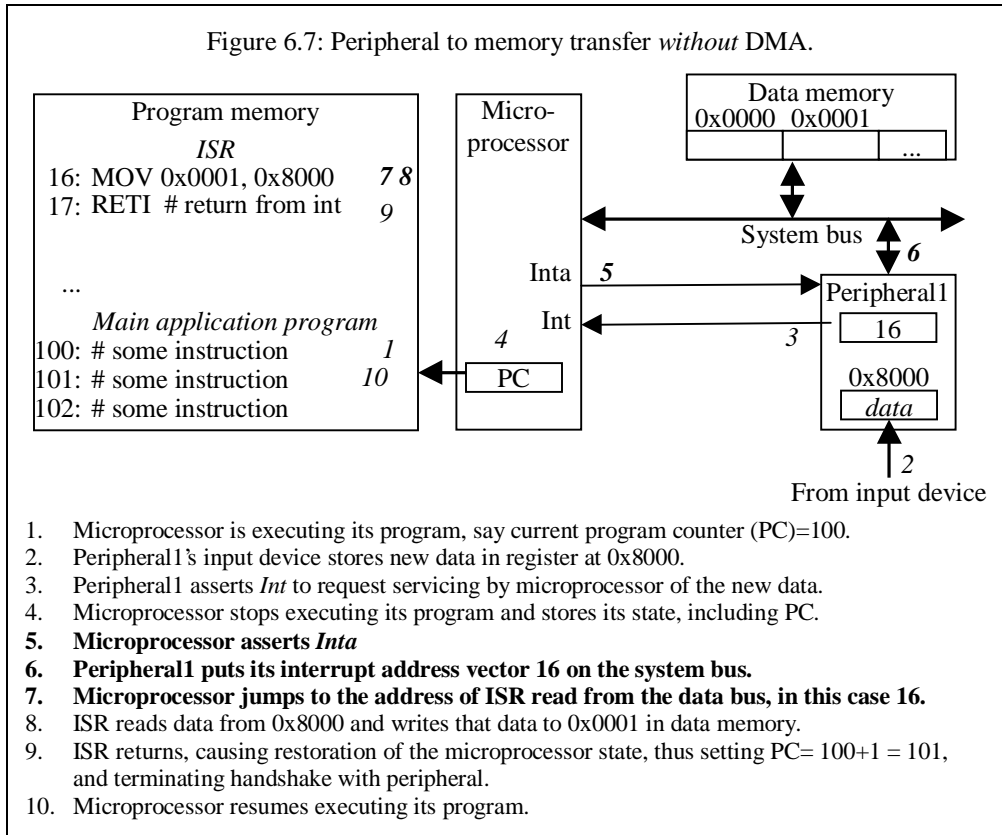 Figure 6.7: Peripheral to memory transfer without DMA.
Program memory
ISR
16: MOV 0x0001, 0x8000 7 8
17: RETI # return from int 9
...
Main application program
100: # some instruction 1
101: # some instruction 10
102: # some instruction
Micro-
processor
Inta
5
Int
3
4
PC
Data memory
0x0000 0x0001
...
System bus
6
Peripheral1
16
0x8000
data
2
From input device
1. Microprocessor is executing its program, say current program counter (PC)=100.
2. Peripheral1's input device stores new data in register at 0x8000.
3. Peripheral1 asserts Int to request servicing by microprocessor of the new data.
4. Microprocessor stops executing its program and stores its state, including PC.
5. Microprocessor asserts Inta
6. Peripheral1 puts its interrupt address vector 16 on the system bus.
7. Microprocessor jumps to the address of ISR read from the data bus, in this case 16.
8. ISR reads data from 0x8000 and writes that data to 0x0001 in data memory.
9. ISR returns, causing restoration of the microprocessor state, thus setting PC= 100+1 = 101,
and terminating handshake with peripheral.
10. Microprocessor resumes executing its program.